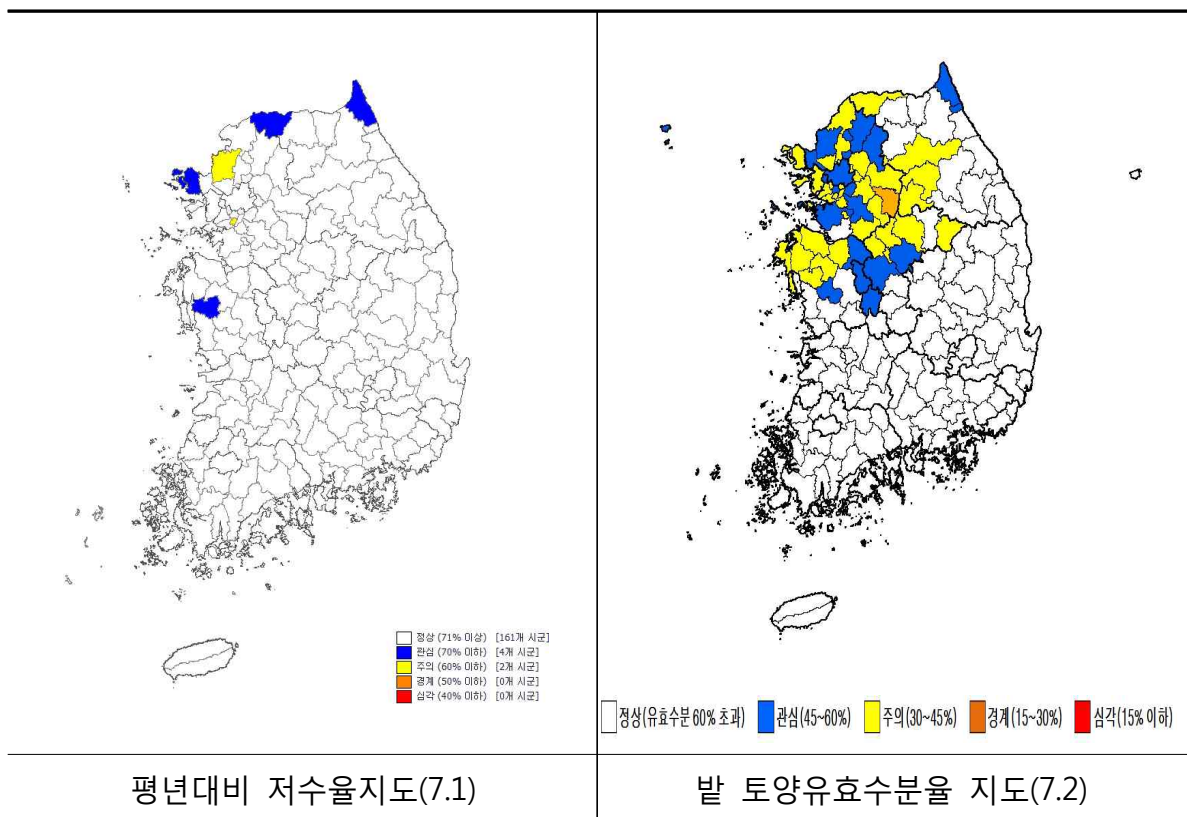 정상 (71% 이상) [161개 시군]
관심 (70% 이하) [4개 시군]
주의 (60% 이하) [2개 시군]
경계 (50% 이하) [0개 시군]
심각 (40% 이하) [0개 시군]
정상(유효수분 60% 초과) 관심(45~60%) 주의(30~45%) 경계(15~30%) 심각(15% 이하)
평년대비 저수율지도(7.1)
밭 토양유효수분율 지도(7.2)